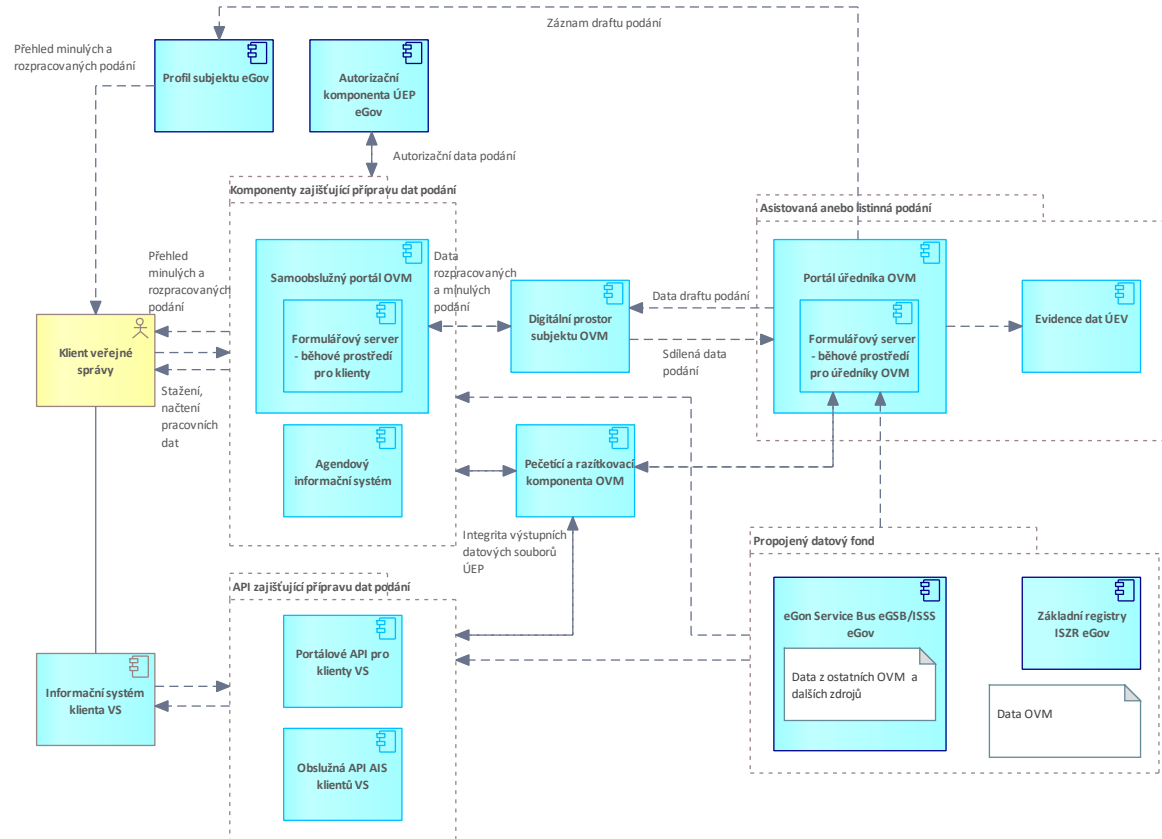 Záznam draftu podání
Přehled minulých a
rozpracovaných podání
Profil subjektu eGov
Autorizační
komponenta ÚEP
eGov
Autorizační data podání
Komponenty zajišťující přípravu dat podání
Asistovaná anebo listinná podání
Přehled
minulých a
rozpracovaných
podání
Samoobslužný portál OVM
Formulářový server
- běhové prostředí
pro klienty
Data
rozpracovaných
a minulých
podání
Digitální prostor
subjektu OVM
Data draftu podání
Sdílená data
podání
Portál úředníka OVM
Formulářový server
- běhové prostředí
pro úředníky OVM
Evidence dat ÚEV
Klient veřejné
správy
Stažení,
načtení
pracovních
dat
Agendový
informační systém
Pečetící a razítkovací
komponenta OVM
Integrita výstupních
datových souborů
ÚEP
Propojený datový fond
API zajišťující přípravu dat podání
Portálové API pro
klienty VS
eGon Service Bus eGSB/ISSS
eGov
Data z ostatních OVM a
dalších zdrojů
Základní registry
ISZR eGov
Data OVM
Informační systém
klienta VS
Obslužná API AIS
klientů VS